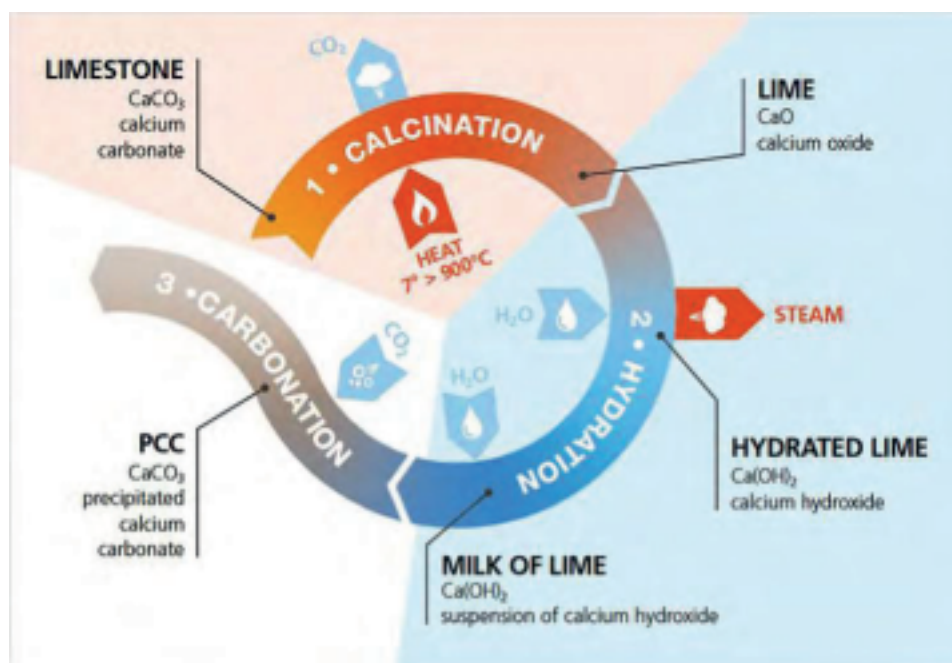 LIMESTONE
CaCO₃
calcium
carbonate
CO₂
1 • CALCINATION
HEAT
7° > 900°C
LIME
CaO
calcium oxide
H₂O
STEAM
2 • HYDRATION
H₂O
HYDRATED LIME
Ca(OH)₂
calcium hydroxide
MILK OF LIME
Ca(OH)₂
suspension of calcium hydroxide
CO₂
3 • CARBONATION
PCC
CaCO₃
precipitated
calcium
carbonate